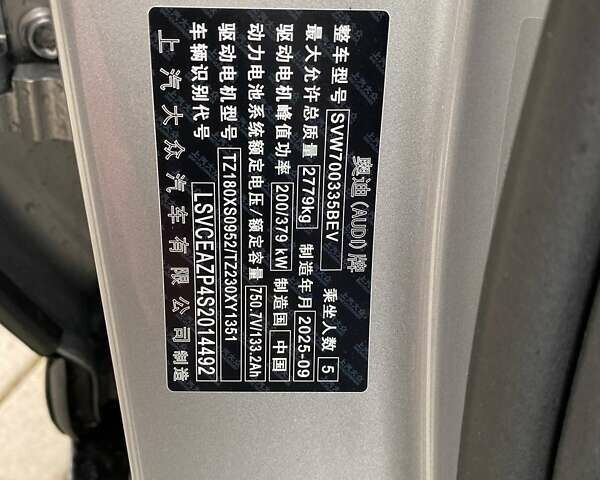 奥迪(AUDI)牌
整车型号 SVW700335BEV 乘坐人数 5
最大允许总质量 2779kg 制造年月 2025-09
驱动电机峰值功率 200/379 kW 制造国 中国
动力电池系统额定电压/额定容量 750.7V/133.2Ah
驱动电机型号 TZ180XS0952/TZ230XY1351
车辆识别代号 LSVCEAZP4S2014492
上汽大众汽车有限公司制造